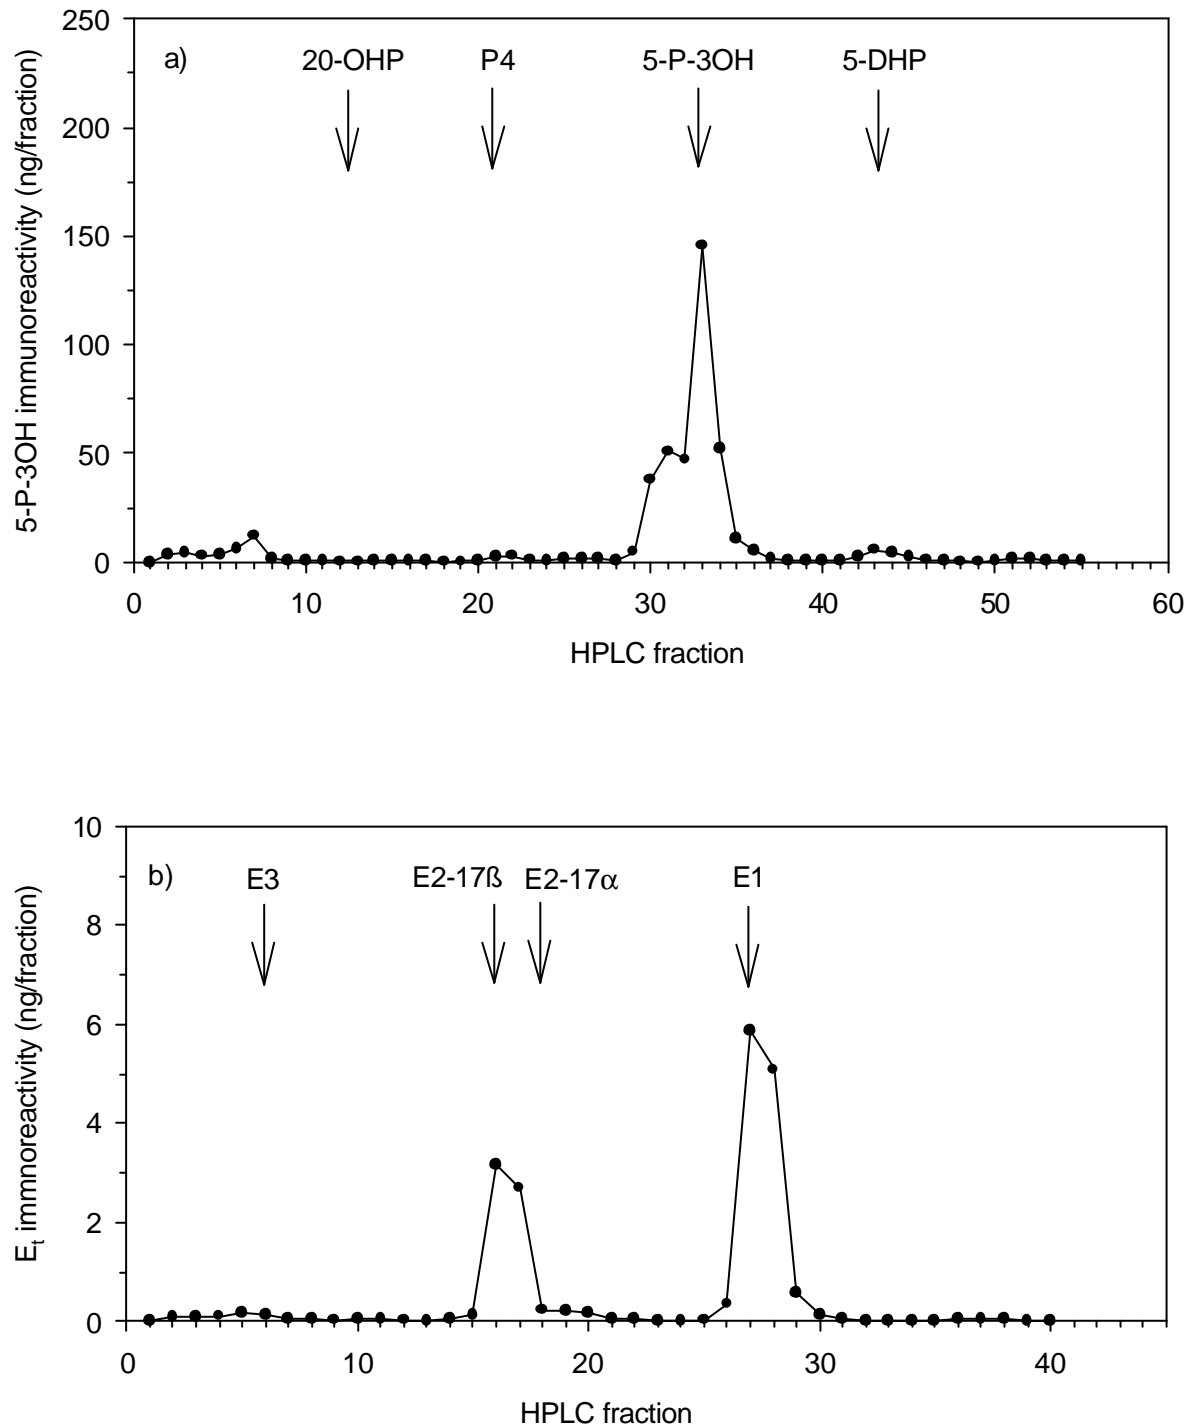 250
a)
20-OHP
P4
5-P-3OH
5-DHP
200
150
100
50
0
5-P-3OH immunoreactivity (ng/fraction)
0 10 20 30 40 50 60
HPLC fraction
10
b)
E3
E2-17ß
E2-17α
E1
8
6
4
2
0
Et immnoreactivity (ng/fraction)
0 10 20 30 40
HPLC fraction